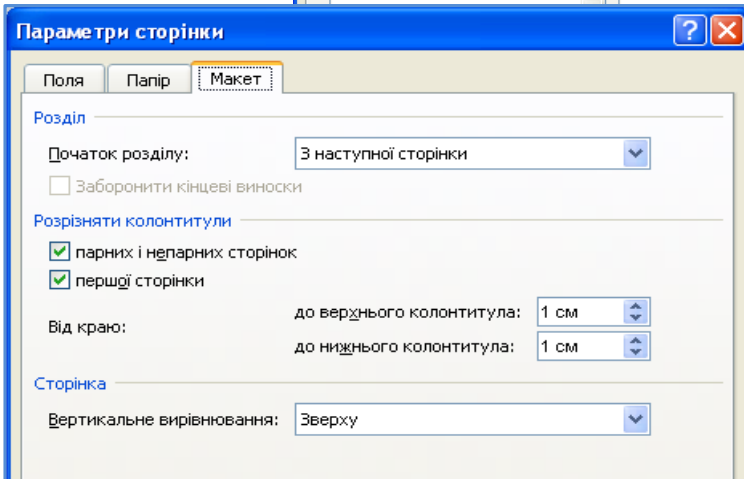 Параметри сторінки
Поля Папір Макет
Розділ
Початок розділу: З наступної сторінки
Заборонити кінцеві виноски
Розрізняти колонтитули
парних і непарних сторінок
першої сторінки
до верхнього колонтитула: 1 см
Від краю:
до нижнього колонтитула: 1 см
Сторінка
Вертикальне вирівнювання: Зверху